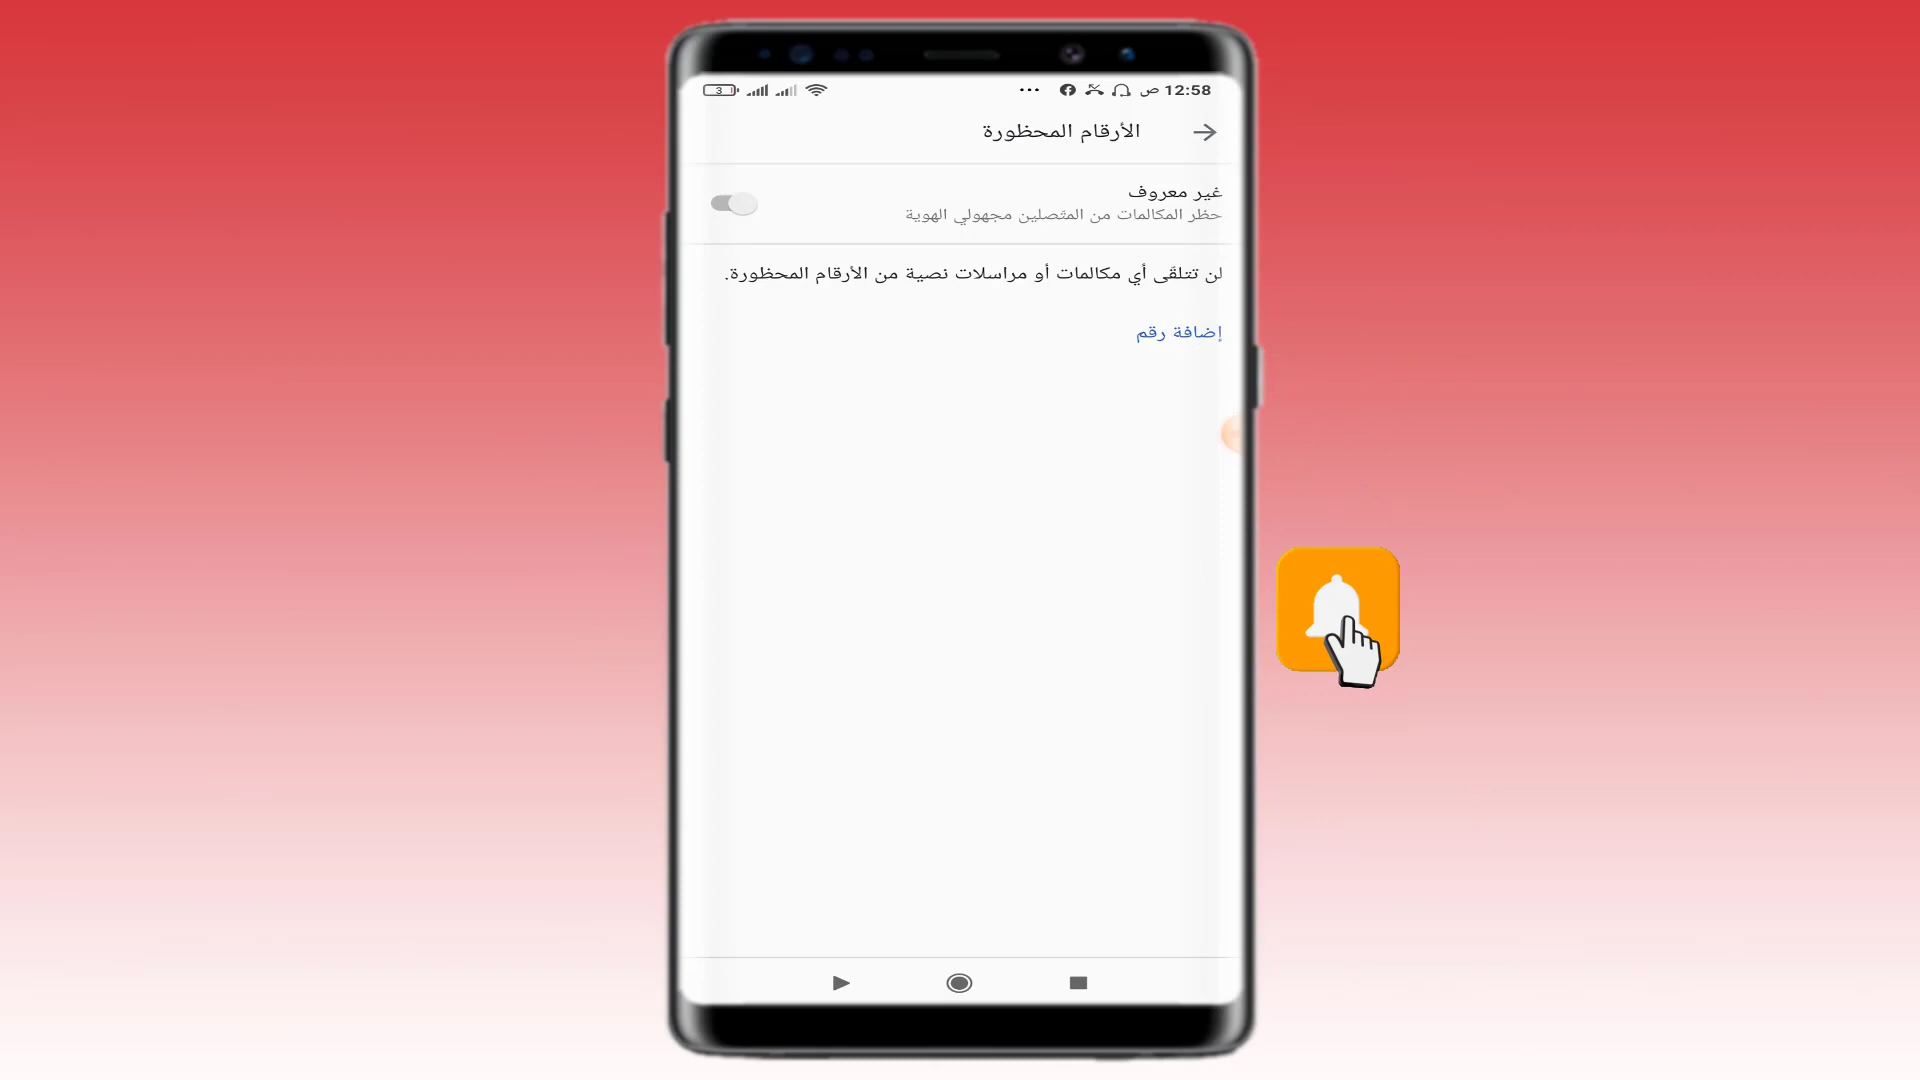 12:58 ص
3
الأرقام المحظورة
غير معروف
حظر المكالمات من المتصلين مجهولي الهوية
لن تتلقى أي مكالمات أو مراسلات نصية من الأرقام المحظورة.
إضافة رقم